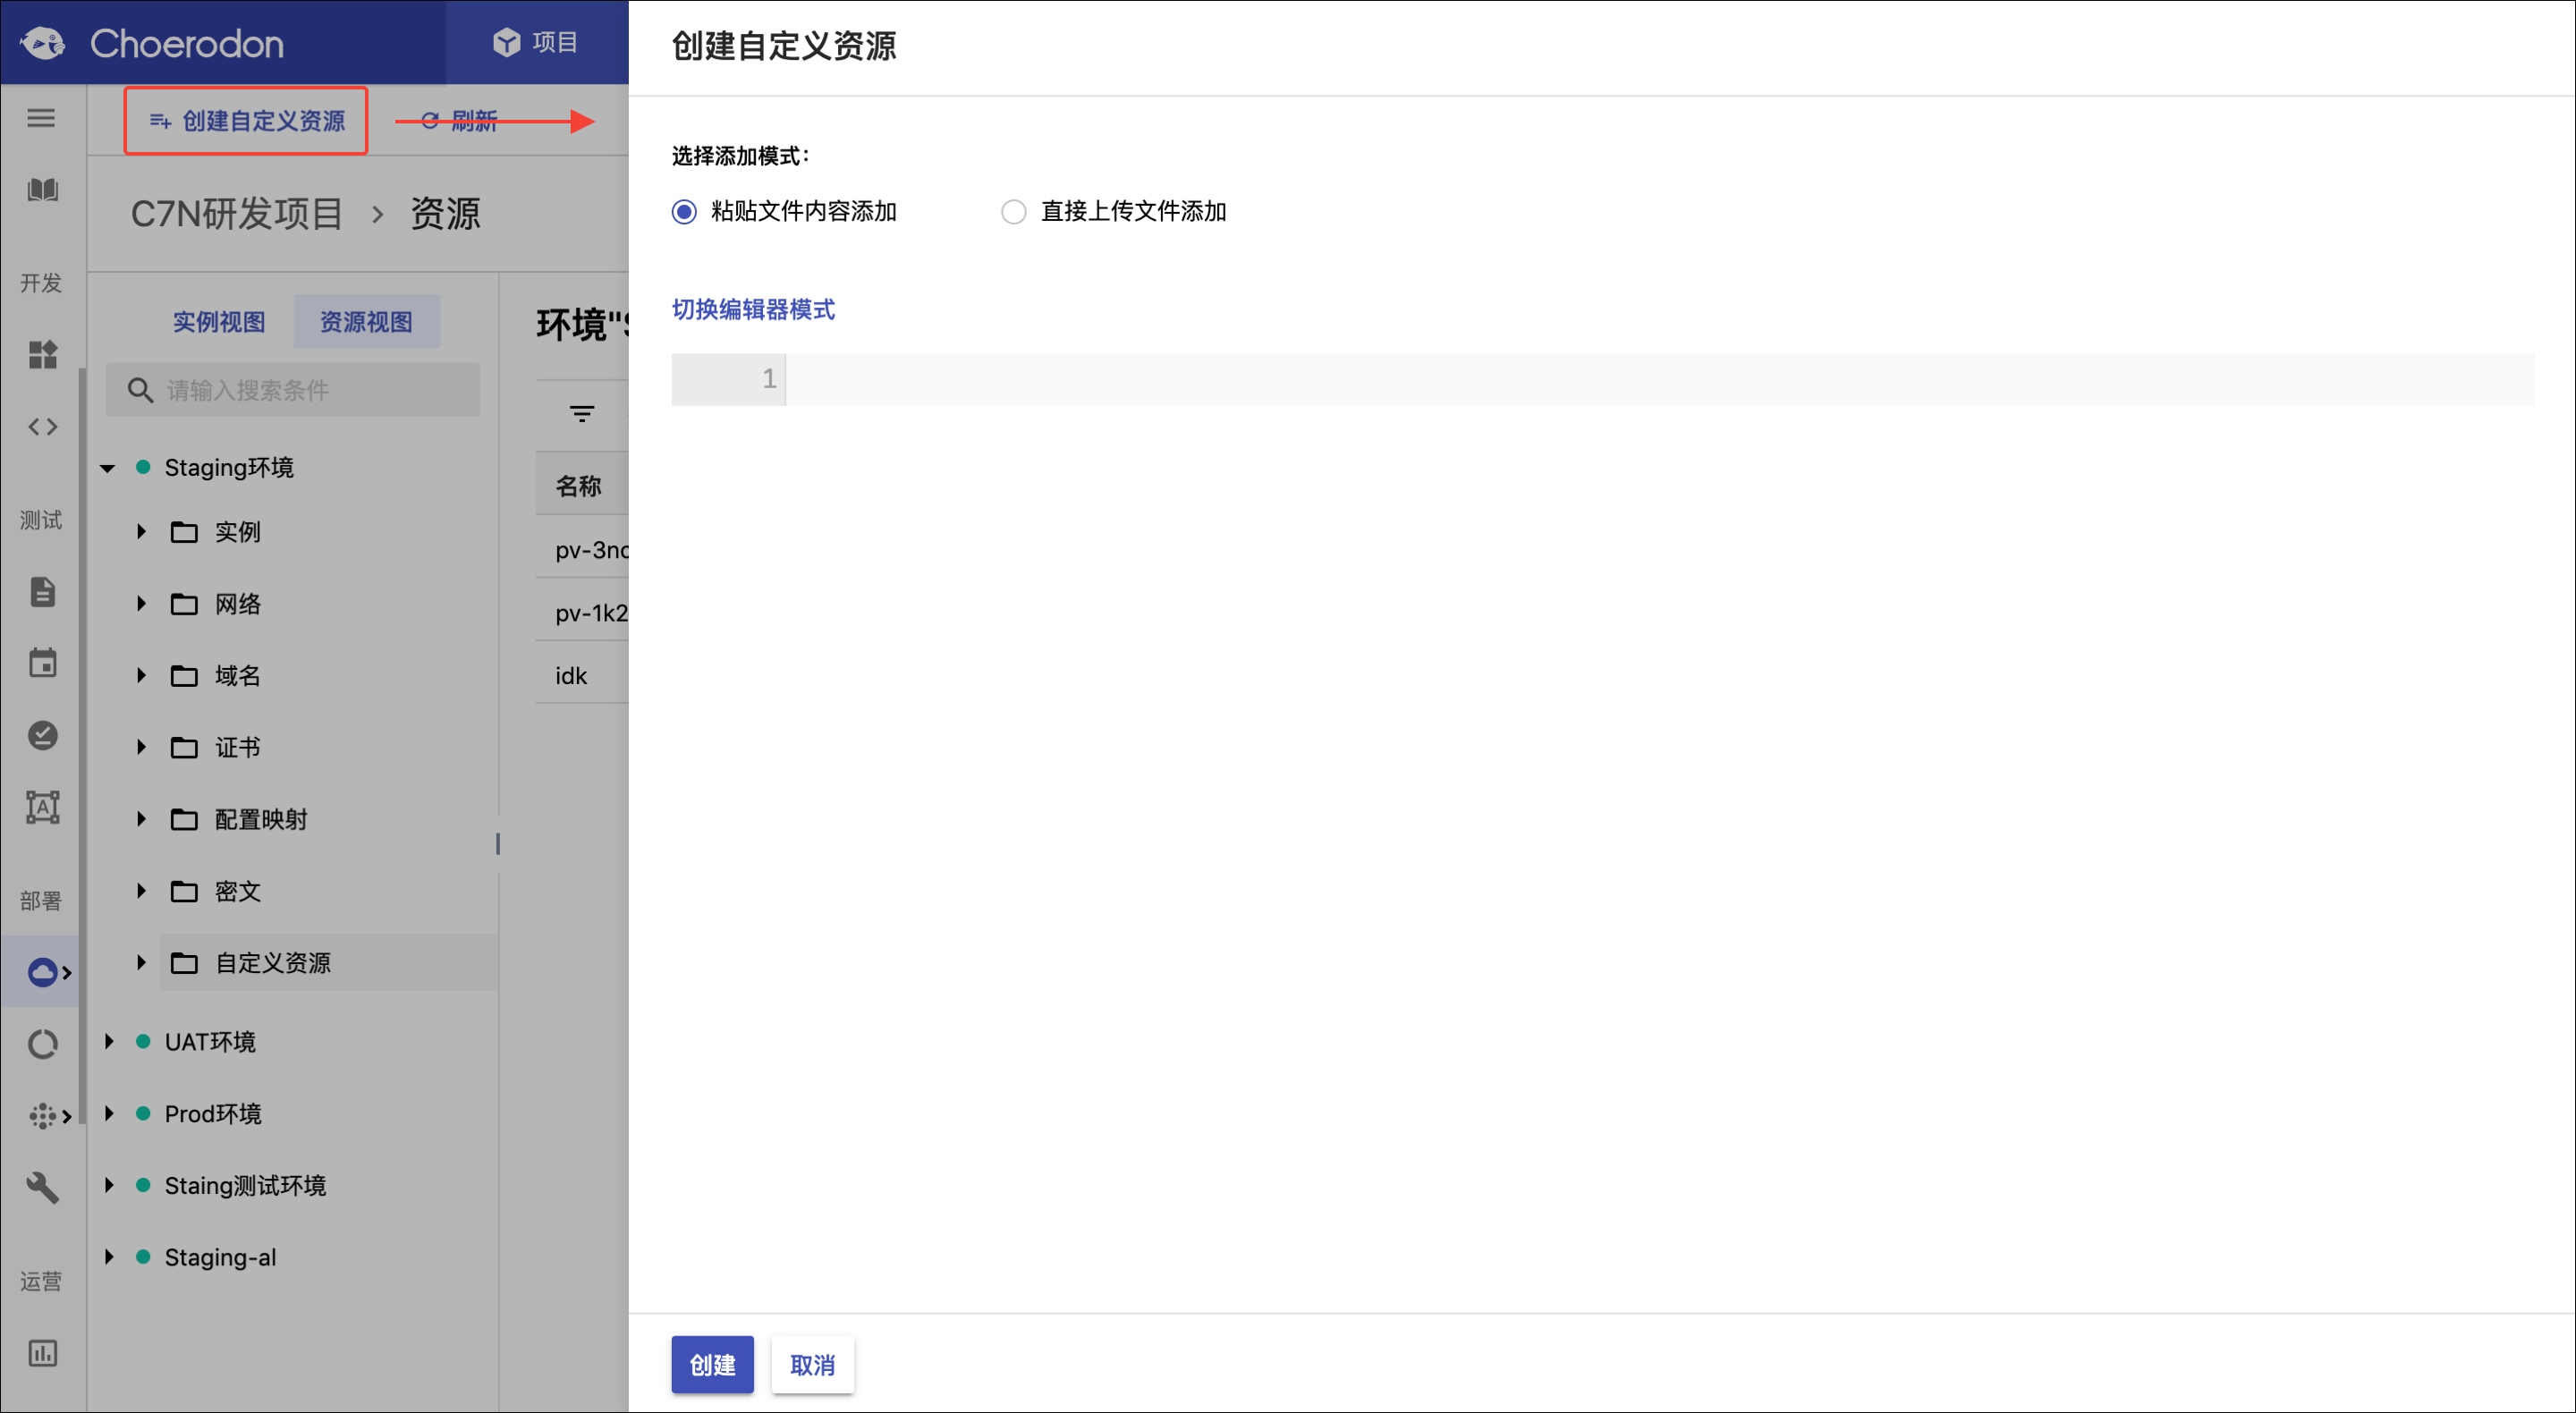 Choerodon
项目
创建自定义资源
刷新
C7N研发项目 › 资源
开发
测试
部署
运营
实例视图
资源视图
请输入搜索条件
Staging环境
实例
网络
域名
证书
配置映射
密文
自定义资源
UAT环境
Prod环境
Staing测试环境
Staging-al
环境"
名称
pv-3n
pv-1k2
idk
创建自定义资源
选择添加模式：
粘贴文件内容添加
直接上传文件添加
切换编辑器模式
1
创建
取消